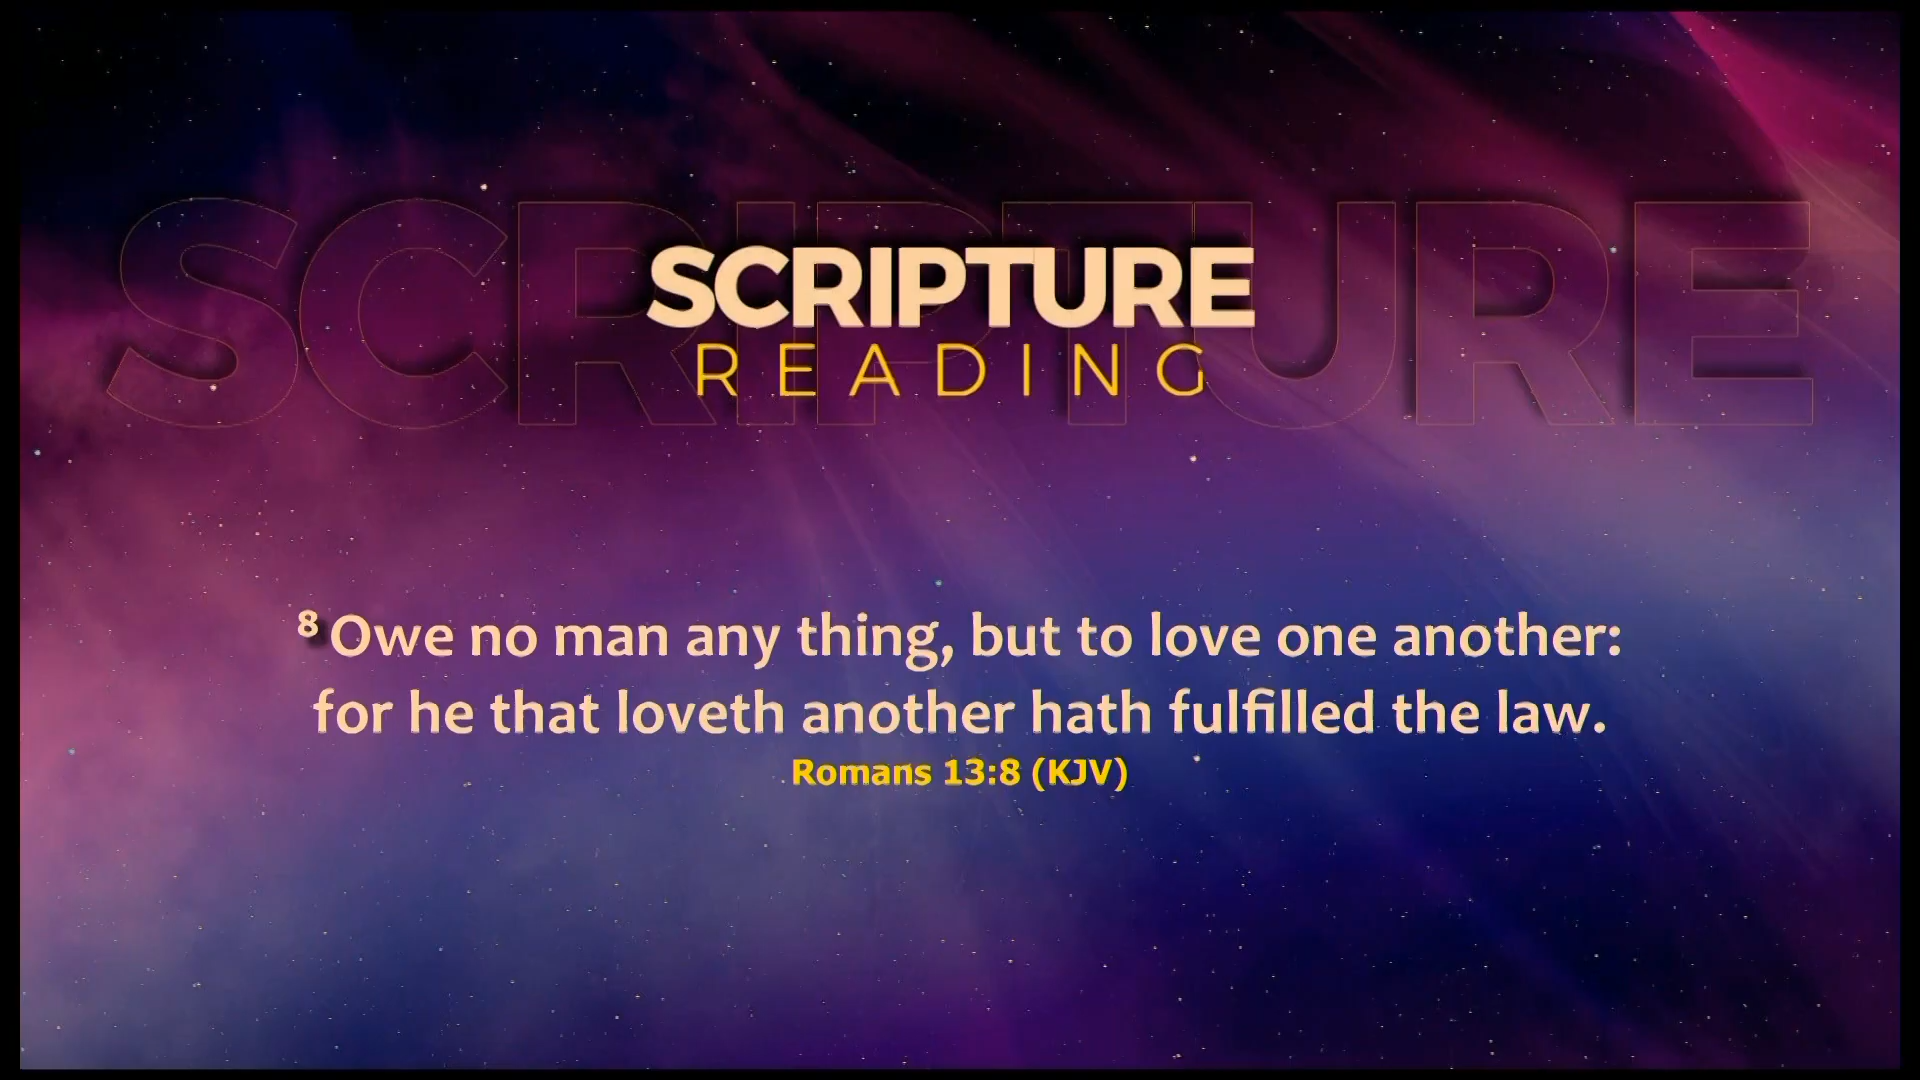 SCRIPTURE
SCRIPTURE
READING
8 Owe no man any thing, but to love one another:
for he that loveth another hath fulfilled the law.
Romans 13:8 (KJV)